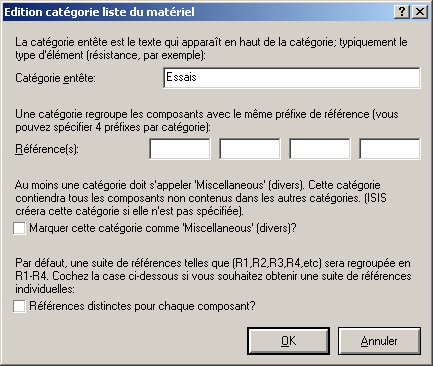 Edition catégorie liste du matériel
La catégorie entête est le texte qui apparaît en haut de la catégorie; typiquement le
type d'élément (résistance, par exemple):
Catégorie entête:
Essais
Une catégorie regroupe les composants avec le même préfixe de référence (vous
pouvez spécifier 4 préfixes par catégorie):
Référence(s):
Au moins une catégorie doit s'appeler 'Miscellaneous' (divers). Cette catégorie
contiendra tous les composants non contenus dans les autres catégories. (ISIS
créera cette catégorie si elle n'est pas spécifiée).
Marquer cette catégorie comme 'Miscellaneous' (divers)?
Par défaut, une suite de références telles que (R1,R2,R3,R4,etc) sera regroupée en
R1-R4. Cochez la case ci-dessous si vous souhaitez obtenir une suite de références
individuelles:
Références distinctes pour chaque composant?
OK
Annuler